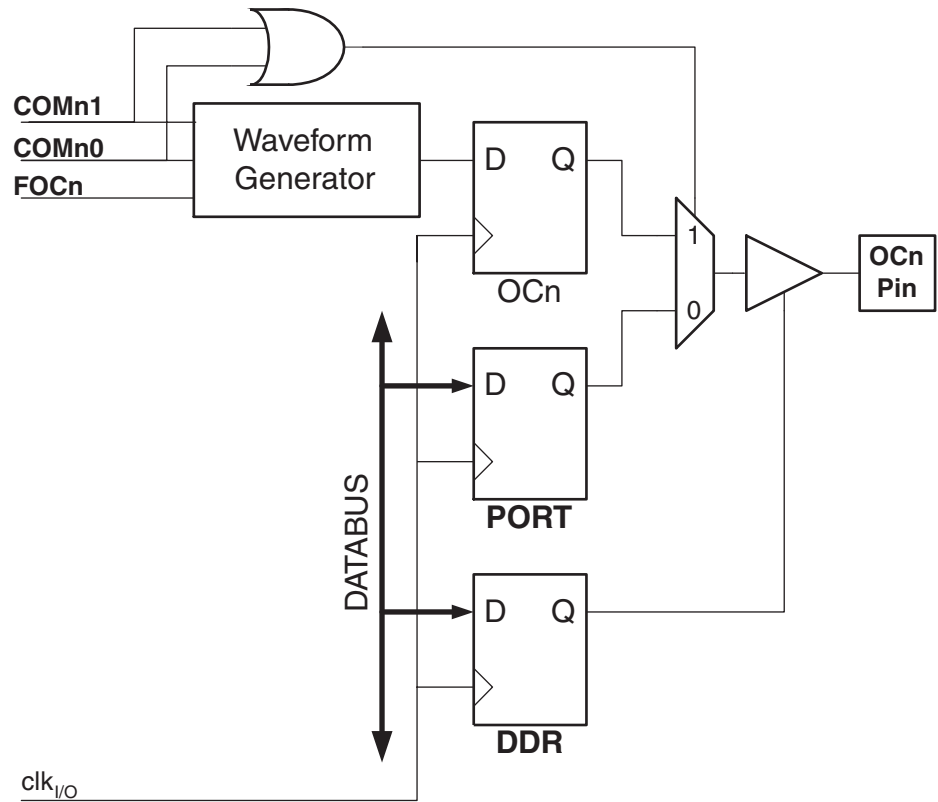 COMn1
COMn0
FOCn
Waveform
Generator
D Q
OCn
1
0
OCn
Pin
D Q
PORT
DATABUS
D Q
DDR
clkI/O